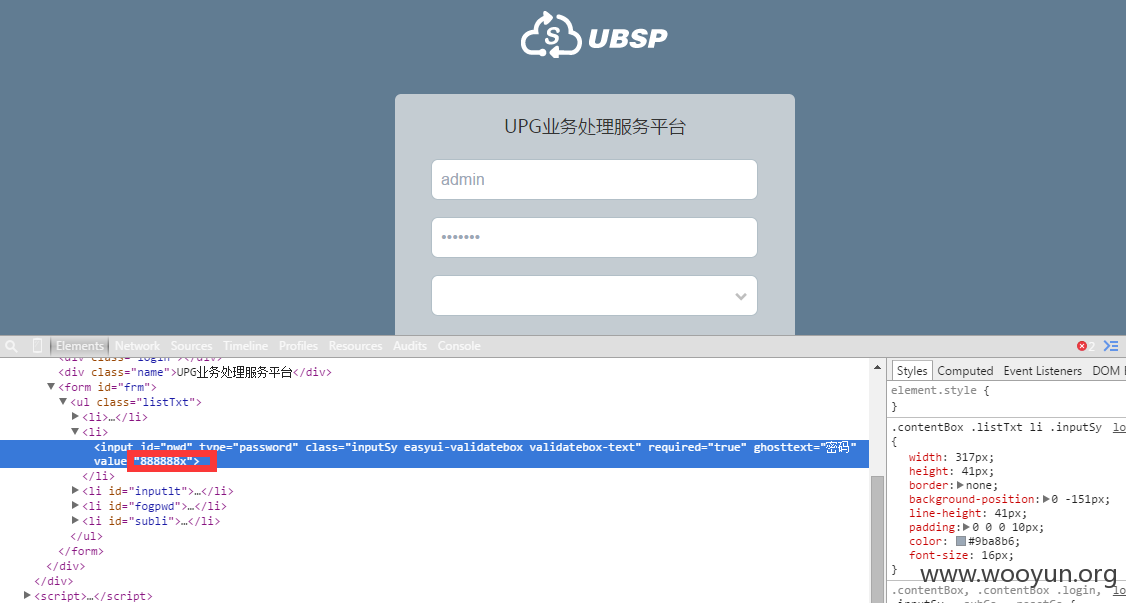 S UBSP
UPG业务处理服务平台
admin
•••••••
Elements Network Sources Timeline Profiles Resources Audits Console 2
<div class="login"></div>
<div class="name">UPG业务处理服务平台</div>
<form id="frm">
<ul class="listTxt">
<li>…</li>
<li>
<input id="pwd" type="password" class="inputSy easyui-validatebox validatebox-text" required="true" ghosttext="密码"
value="888888x">
</li>
<li id="inputlt">…</li>
<li id="fogpwd">…</li>
<li id="subli">…</li>
</ul>
</form>
</div>
</div>
<script>…</script>
Styles Computed Event Listeners DOM
element.style {
}
.contentBox .listTxt li .inputSy lo
{
width: 317px;
height: 41px;
border: none;
background-position: 0 -151px;
line-height: 41px;
padding: 0 0 0 10px;
color: #9ba8b6;
font-size: 16px;
}
www.wooyun.org
.contentBox, .contentBox .login, lo